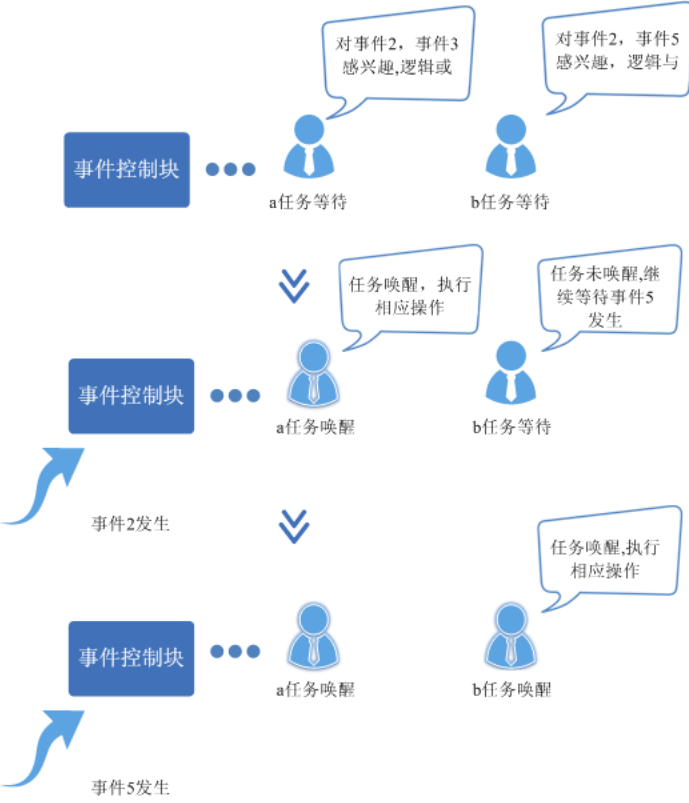 对事件2，事件3
感兴趣,逻辑或
对事件2，事件5
感兴趣，逻辑与
事件控制块
a任务等待
b任务等待
任务唤醒，执行
相应操作
任务未唤醒,继
续等待事件5
发生
事件控制块
a任务唤醒
b任务等待
事件2发生
任务唤醒,执行
相应操作
事件控制块
a任务唤醒
b任务唤醒
事件5发生